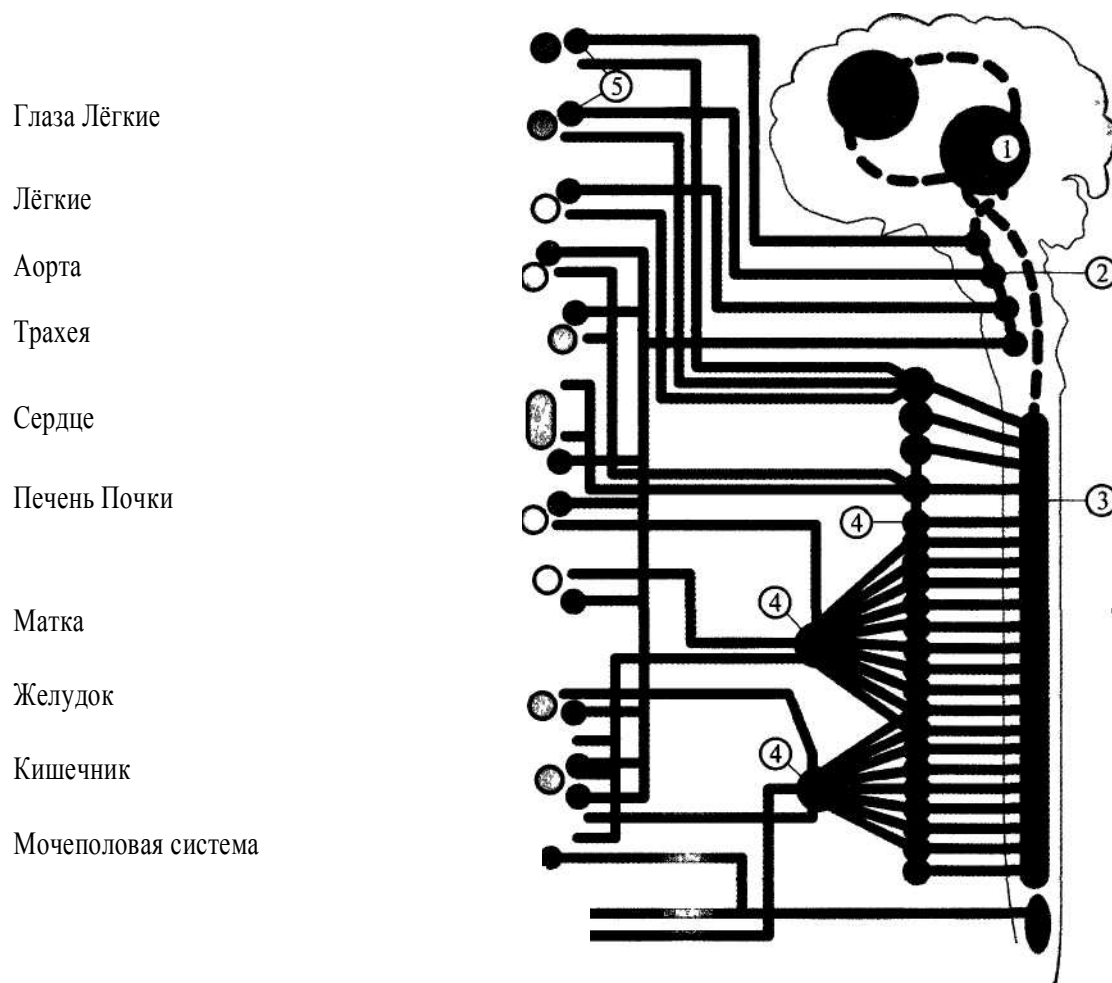 Глаза Лёгкие
Лёгкие
Аорта
Трахея
Сердце
Печень Почки
Матка
Желудок
Кишечник
Мочеполовая система
5
1
2
3
4
4
4